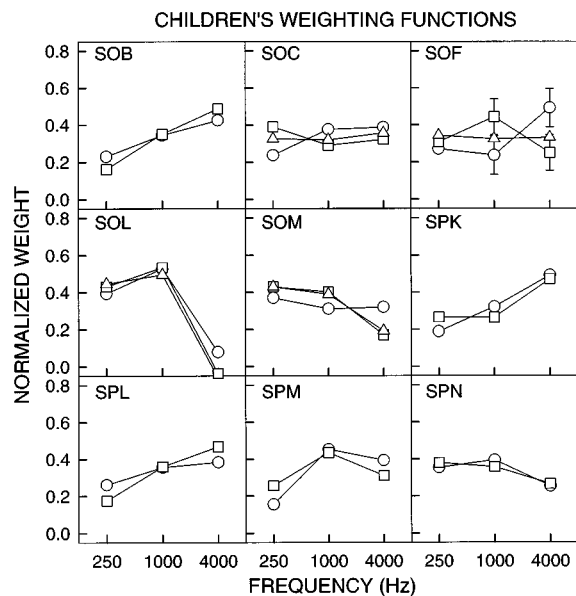 CHILDREN'S WEIGHTING FUNCTIONS
0.8 SOB SOC SOF
0.6
0.4
0.2
0.0
0.8 SOL SOM SPK
0.6
0.4
0.2
0.0
0.8 SPL SPM SPN
0.6
0.4
0.2
0.0
250 1000 4000 250 1000 4000 250 1000 4000
FREQUENCY (Hz)
NORMALIZED WEIGHT